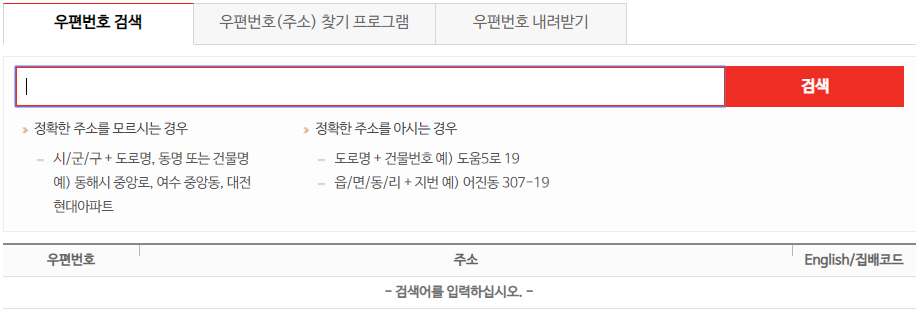 우편번호 검색
우편번호(주소) 찾기 프로그램
우편번호 내려받기
검색
정확한 주소를 모르시는 경우
시/군/구 + 도로명, 동명 또는 건물명
예) 동해시 중앙로, 여수 중앙동, 대전
현대아파트
정확한 주소를 아시는 경우
도로명 + 건물번호 예) 도움5로 19
읍/면/동/리 + 지번 예) 어진동 307-19
우편번호 주소 English/집배코드
- 검색어를 입력하십시오. -